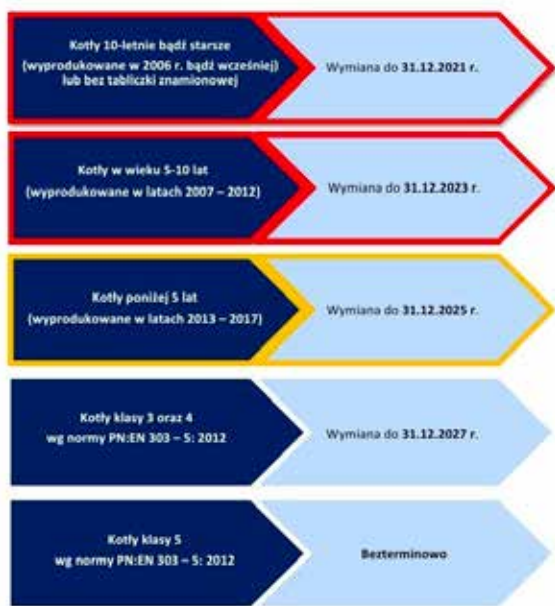 Kotły 10-letnie bądź starsze
(wyprodukowane w 2006 r. bądź wcześniej)
lub bez tabliczki znamionowej
Wymiana do 31.12.2021 r.
Kotły w wieku 5-10 lat
(wyprodukowane w latach 2007 – 2012)
Wymiana do 31.12.2023 r.
Kotły poniżej 5 lat
(wyprodukowane w latach 2013 – 2017)
Wymiana do 31.12.2025 r.
Kotły klasy 3 oraz 4
wg normy PN:EN 303 – 5: 2012
Wymiana do 31.12.2027 r.
Kotły klasy 5
wg normy PN:EN 303 – 5: 2012
Bezterminowo